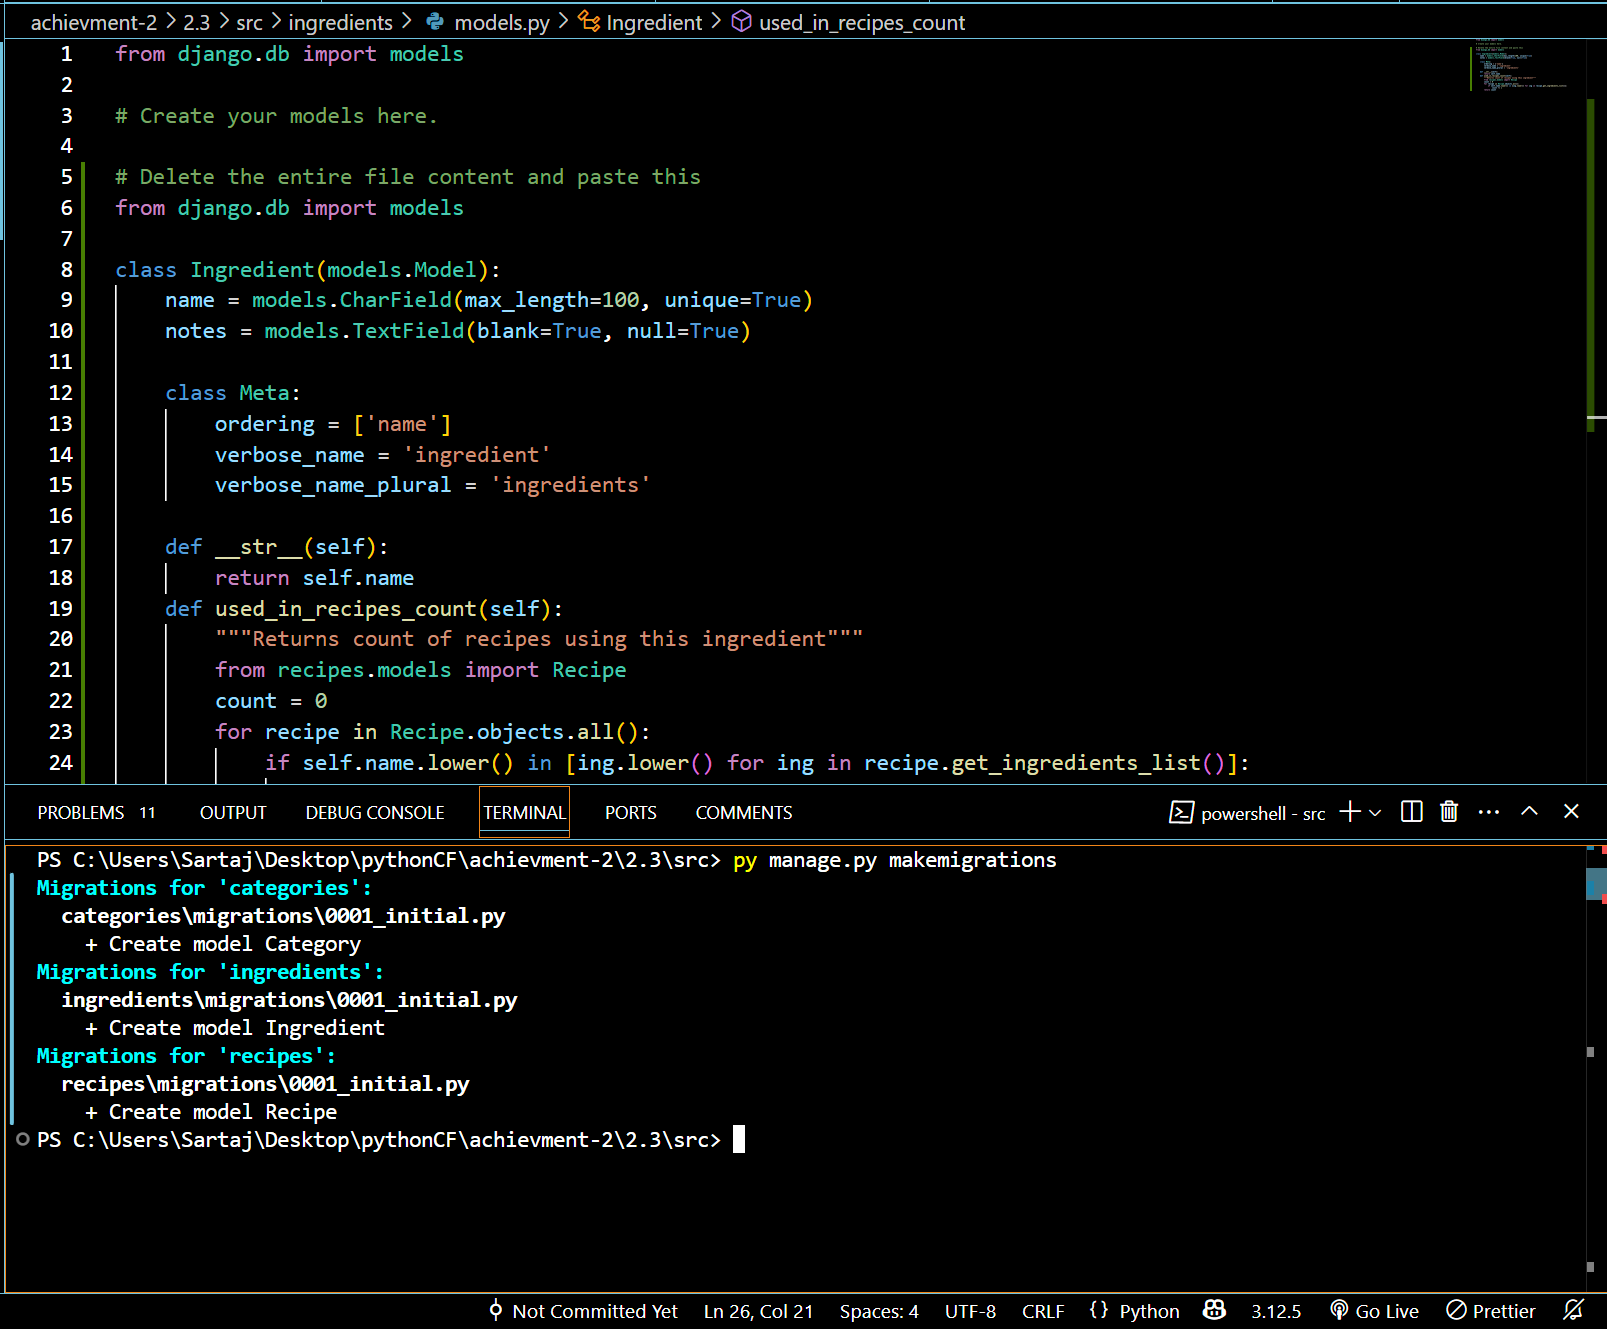 achievment-2 > 2.3 > src > ingredients > models.py > Ingredient > used_in_recipes_count
1 from django.db import models
2
3 # Create your models here.
4
5 # Delete the entire file content and paste this
6 from django.db import models
7
8 class Ingredient(models.Model):
9     name = models.CharField(max_length=100, unique=True)
10     notes = models.TextField(blank=True, null=True)
11
12     class Meta:
13         ordering = ['name']
14         verbose_name = 'ingredient'
15         verbose_name_plural = 'ingredients'
16
17     def __str__(self):
18         return self.name
19     def used_in_recipes_count(self):
20         """Returns count of recipes using this ingredient"""
21         from recipes.models import Recipe
22         count = 0
23         for recipe in Recipe.objects.all():
24             if self.name.lower() in [ing.lower() for ing in recipe.get_ingredients_list()]:
PROBLEMS 11 OUTPUT DEBUG CONSOLE TERMINAL PORTS COMMENTS powershell - src
PS C:\Users\Sartaj\Desktop\pythonCF\achievment-2\2.3\src> py manage.py makemigrations
Migrations for 'categories':
  categories\migrations\0001_initial.py
    + Create model Category
Migrations for 'ingredients':
  ingredients\migrations\0001_initial.py
    + Create model Ingredient
Migrations for 'recipes':
  recipes\migrations\0001_initial.py
    + Create model Recipe
PS C:\Users\Sartaj\Desktop\pythonCF\achievment-2\2.3\src>
Not Committed Yet Ln 26, Col 21 Spaces: 4 UTF-8 CRLF {} Python 3.12.5 Go Live Prettier